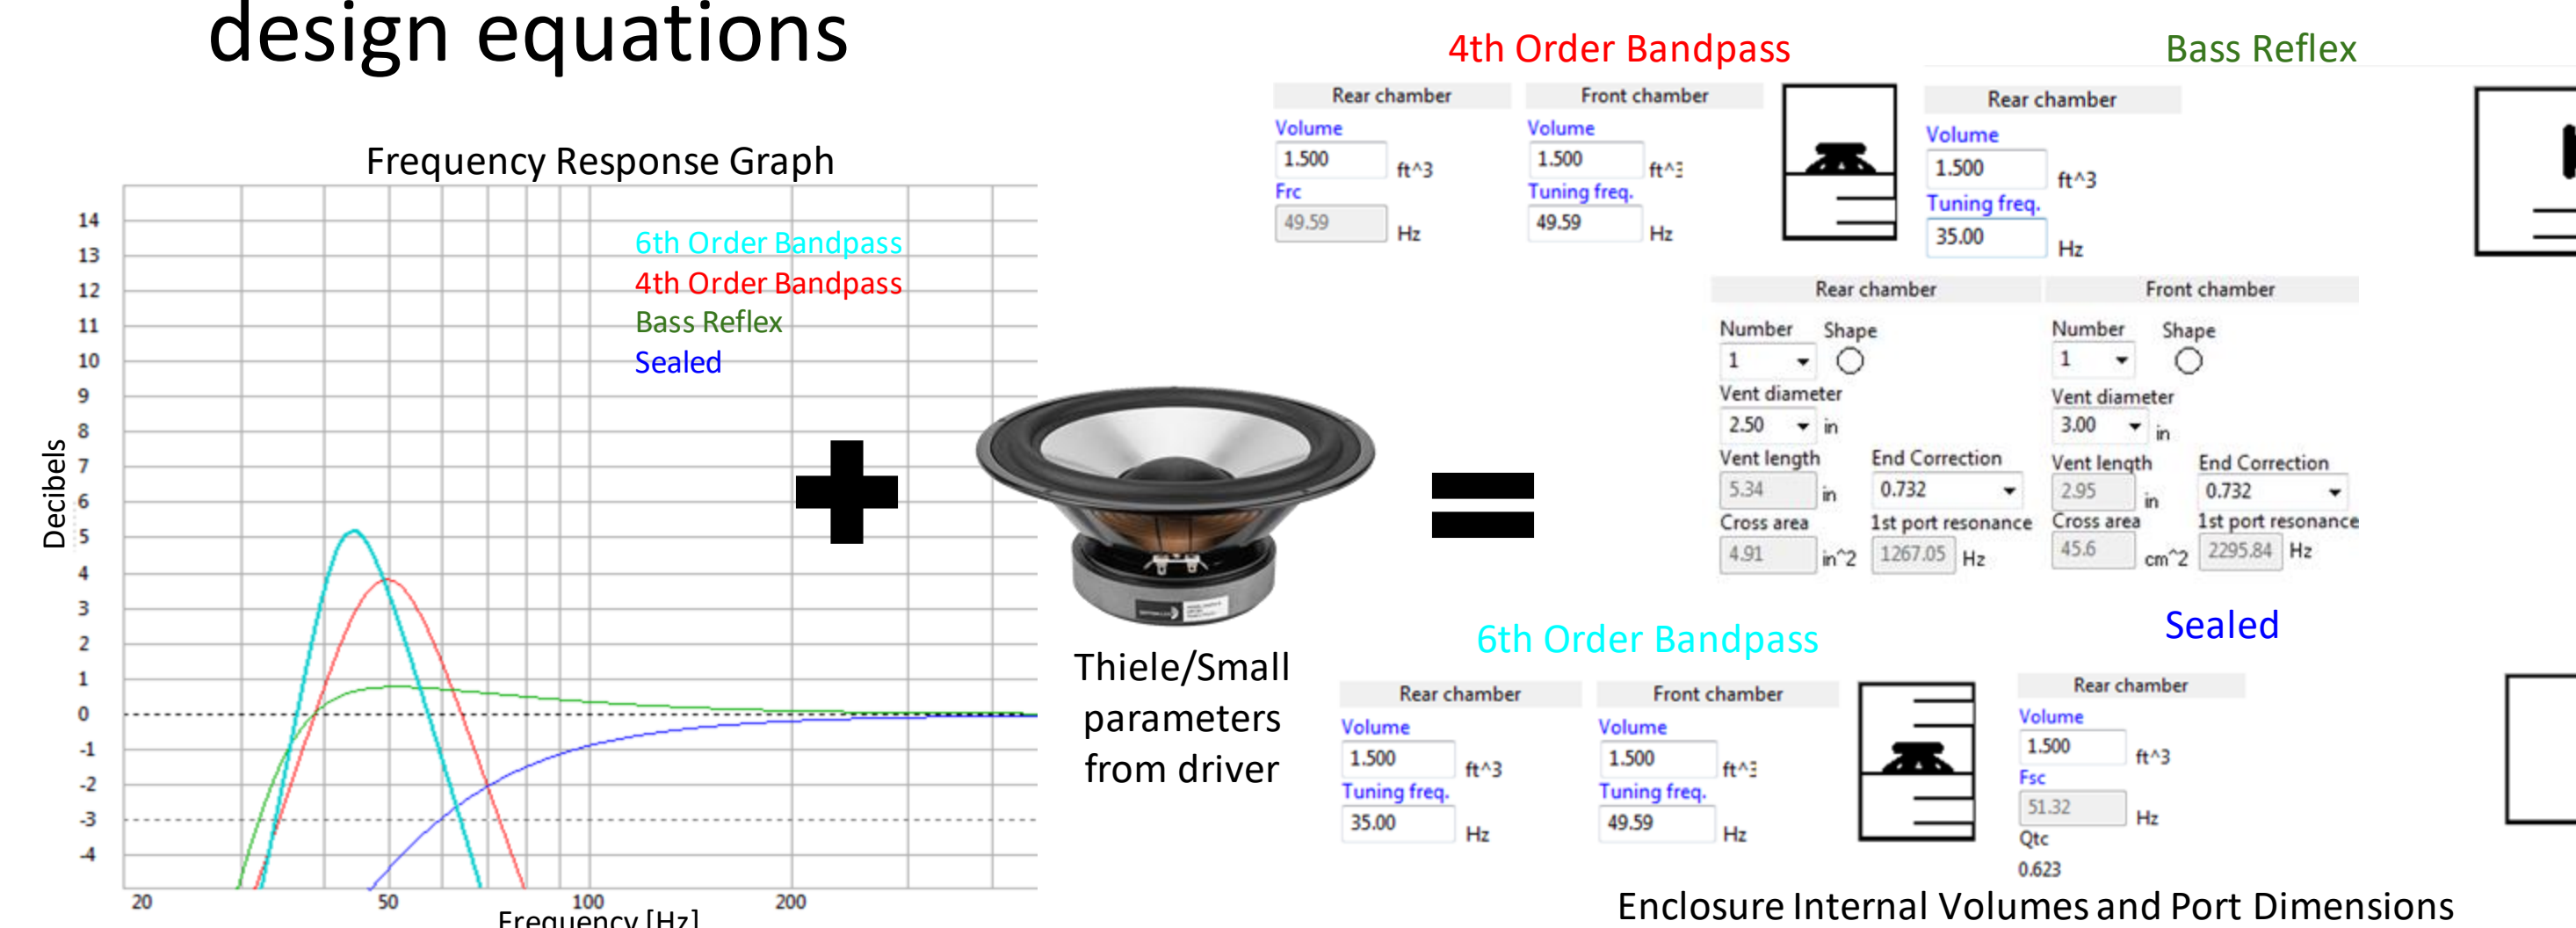 design equations
Frequency Response Graph
14
13
12
11
10
9
8
7
6
5
4
3
2
1
0
-1
-2
-3
-4
Decibels
6th Order Bandpass
4th Order Bandpass
Bass Reflex
Sealed
20
50
100
200
Frequency [Hz]
Thiele/Small
parameters
from driver
4th Order Bandpass
Rear chamber
Volume
1.500 ft^3
Frc
49.59 Hz
Front chamber
Volume
1.500 ft^3
Tuning freq.
49.59 Hz
Bass Reflex
Rear chamber
Volume
1.500 ft^3
Tuning freq.
35.00 Hz
Rear chamber
Number Shape
1
Vent diameter
2.50 in
Vent length End Correction
5.34 in 0.732
Cross area 1st port resonance
4.91 in^2 1267.05 Hz
Front chamber
Number Shape
1
Vent diameter
3.00 in
Vent length End Correction
2.95 in 0.732
Cross area 1st port resonance
45.6 cm^2 2295.84 Hz
6th Order Bandpass
Rear chamber
Volume
1.500 ft^3
Tuning freq.
35.00 Hz
Front chamber
Volume
1.500 ft^3
Tuning freq.
49.59 Hz
Sealed
Rear chamber
Volume
1.500 ft^3
Fsc
51.32 Hz
Qtc
0.623
Enclosure Internal Volumes and Port Dimensions